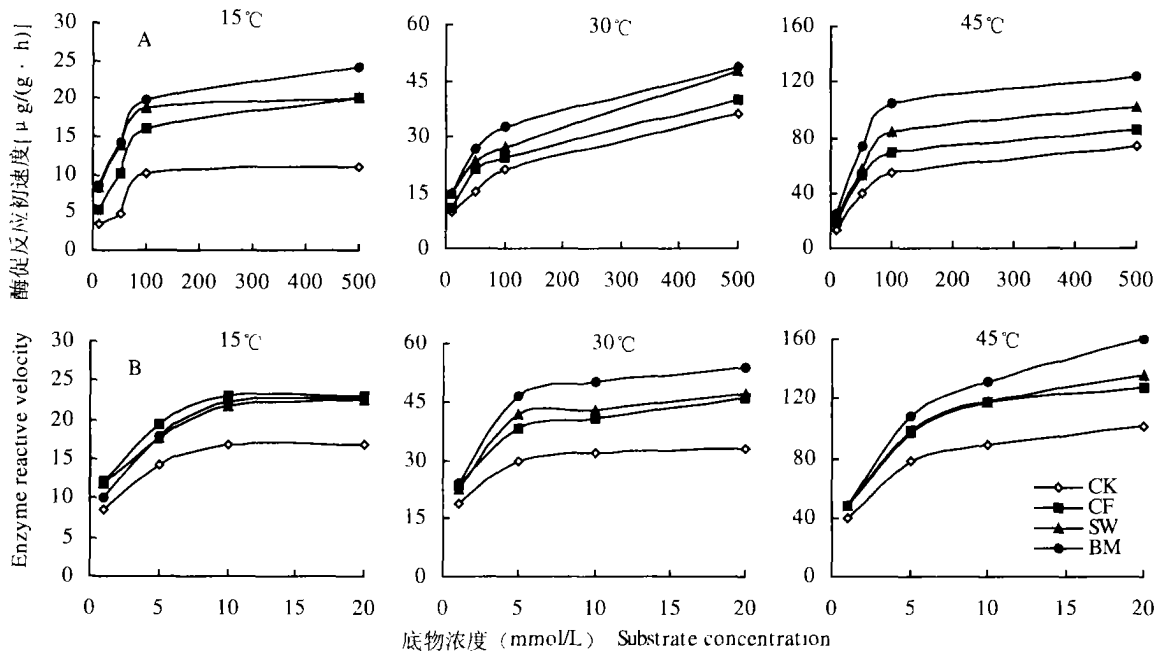 酶促反应初速度[μg/(g·h)]
Enzyme reactive velocity
A
15℃
30
25
20
15
10
5
0
0 100 200 300 400 500
30℃
60
45
30
15
0
0 100 200 300 400 500
45℃
160
120
80
40
0
0 100 200 300 400 500
B
15℃
30
25
20
15
10
5
0
0 5 10 15 20
30℃
60
45
30
15
0
0 5 10 15 20
45℃
160
120
80
40
0
0 5 10 15 20
CK
CF
SW
BM
底物浓度(mmol/L) Substrate concentration